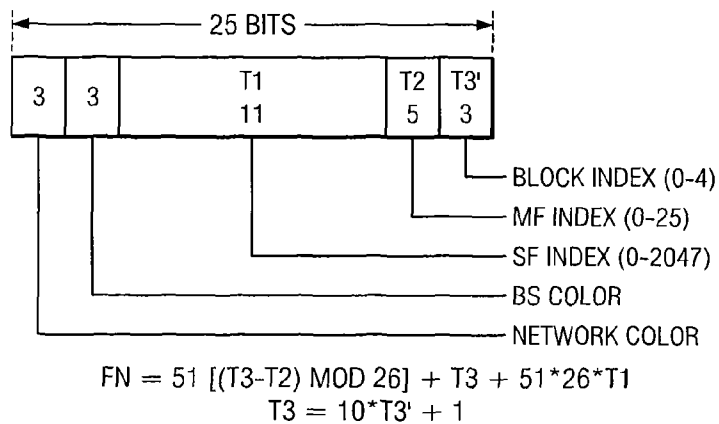 25 BITS
3 3 T1 11 T2 5 T3' 3
BLOCK INDEX (0-4)
MF INDEX (0-25)
SF INDEX (0-2047)
BS COLOR
NETWORK COLOR
FN = 51 [(T3-T2) MOD 26] + T3 + 51*26*T1
T3 = 10*T3' + 1